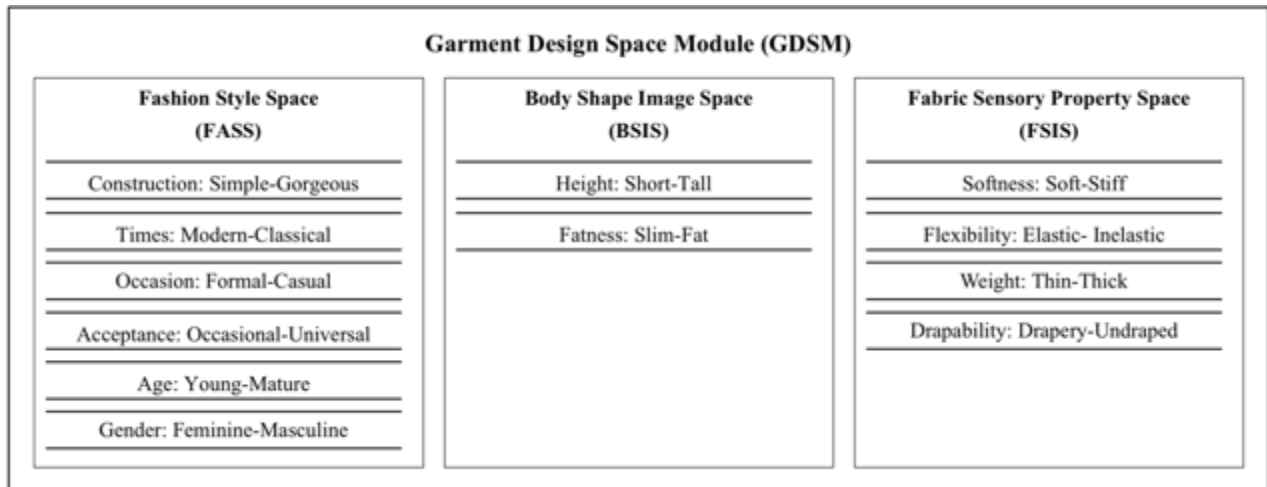 Garment Design Space Module (GDSM)
Fashion Style Space
(FASS)
Construction: Simple-Gorgeous
Times: Modern-Classical
Occasion: Formal-Casual
Acceptance: Occasional-Universal
Age: Young-Mature
Gender: Feminine-Masculine
Body Shape Image Space
(BSIS)
Height: Short-Tall
Fatness: Slim-Fat
Fabric Sensory Property Space
(FSIS)
Softness: Soft-Stiff
Flexibility: Elastic- Inelastic
Weight: Thin-Thick
Drapability: Drapery-Undraped